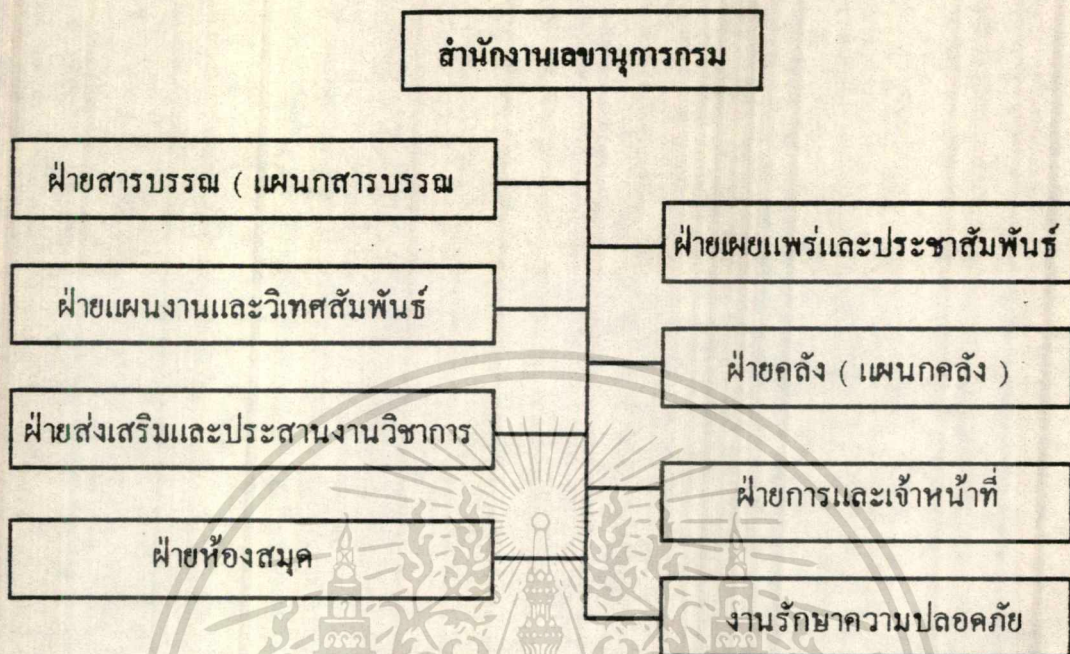 สำนักงานเลขานุการกรม
ฝ่ายสารบรรณ ( แผนกสารบรรณ
ฝ่ายเผยแพร่และประชาสัมพันธ์
ฝ่ายแผนงานและวิเทศสัมพันธ์
ฝ่ายคลัง ( แผนกคลัง )
ฝ่ายส่งเสริมและประสานงานวิชาการ
ฝ่ายการและเจ้าหน้าที่
ฝ่ายห้องสมุด
งานรักษาความปลอดภัย